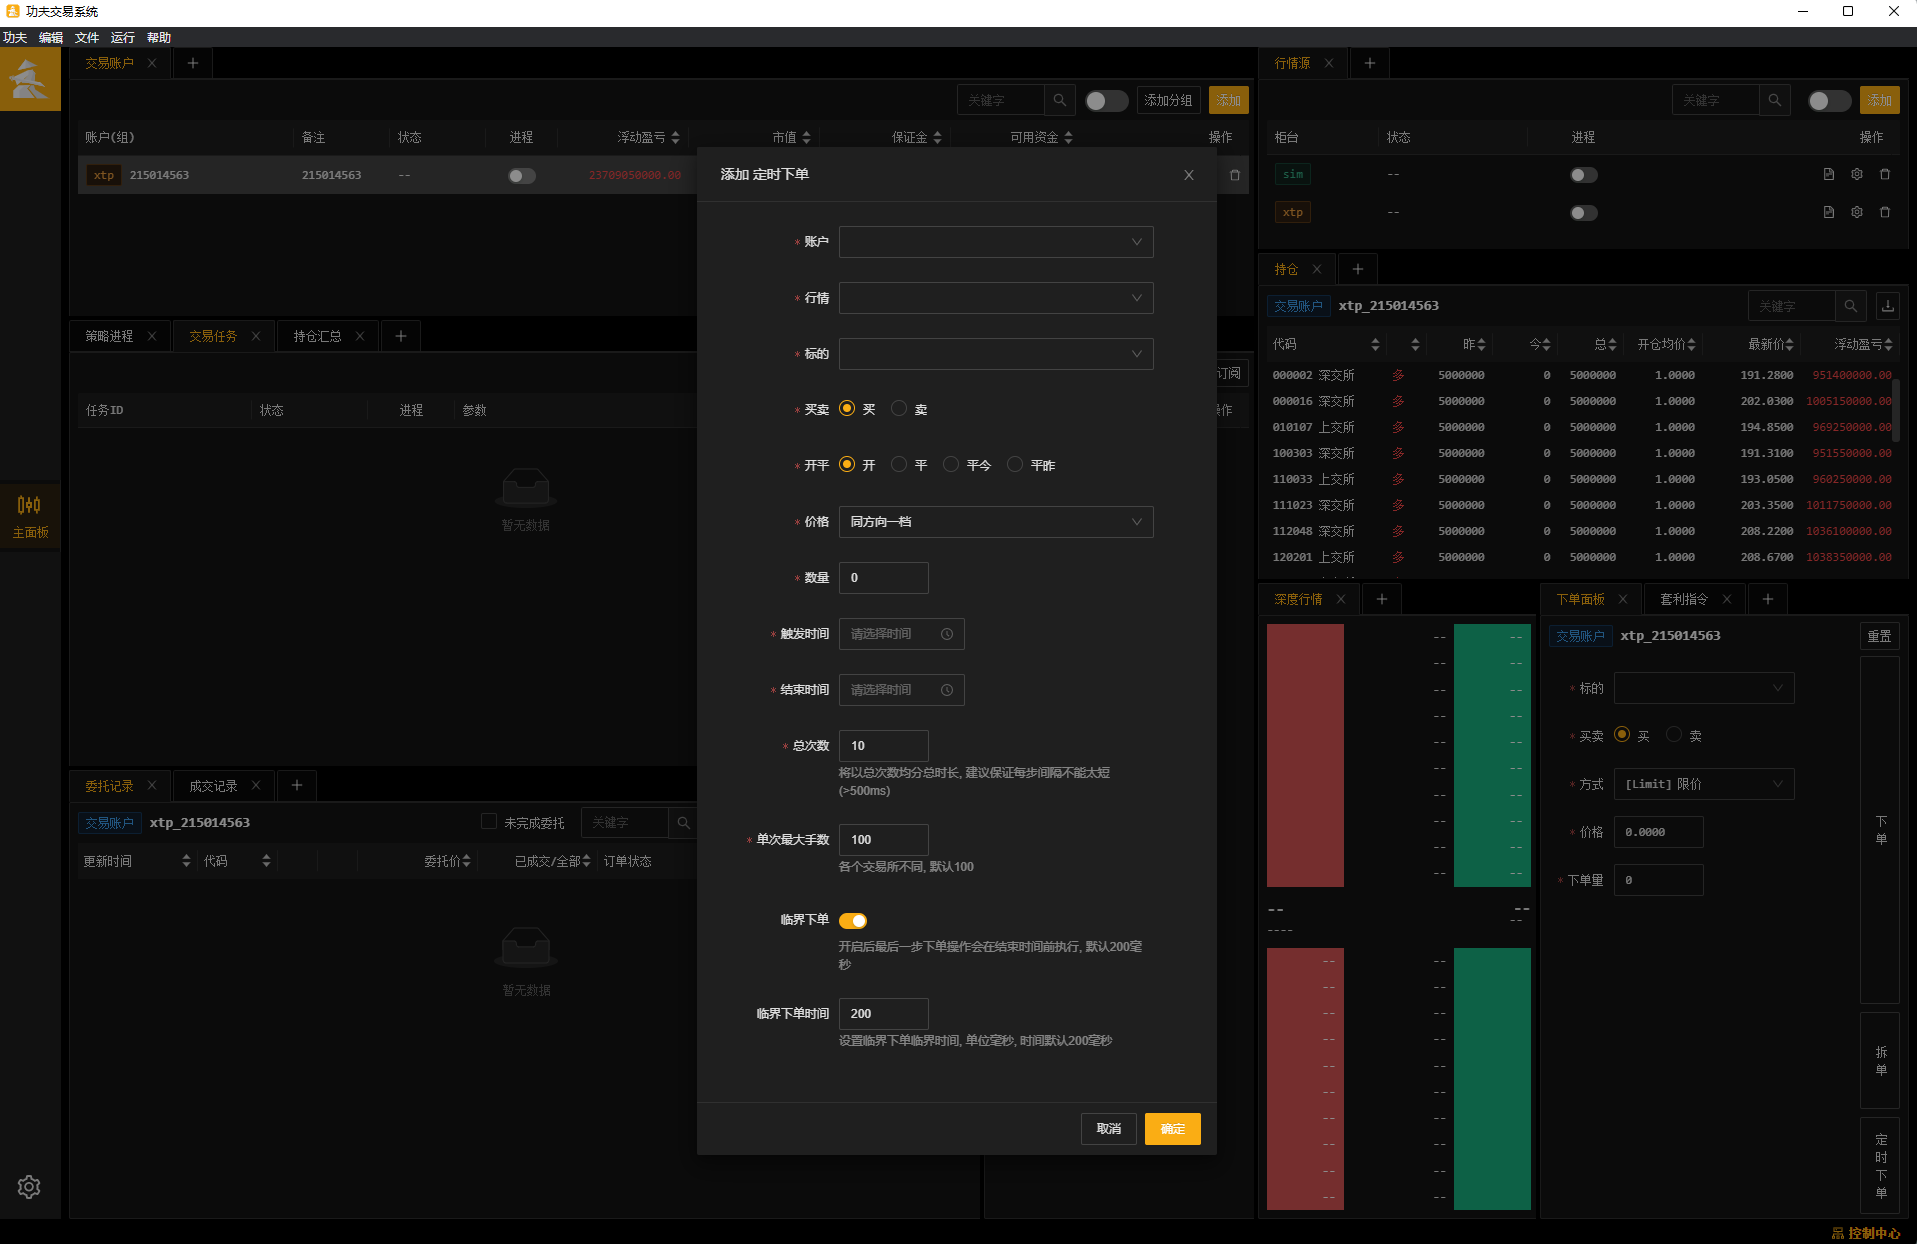 功夫交易系统
功夫 编辑 文件 运行 帮助
交易账户
关键字 添加分组 添加
账户(组) 备注 状态 进程 浮动盈亏 市值 保证金 可用资金 操作
xtp 215014563 215014563 -- 23709050000.00
行情源
关键字 添加
柜台 状态 进程 操作
sim --
xtp --
添加 定时下单
* 账户
* 行情
* 标的
* 买卖 买 卖
* 开平 开 平 平今 平昨
* 价格 同方向一档
* 数量 0
* 触发时间 请选择时间
* 结束时间 请选择时间
* 总次数 10
将以总次数均分总时长, 建议保证每步间隔不能太短
(>500ms)
* 单次最大手数 100
各个交易所不同, 默认100
临界下单
开启后最后一步下单操作会在结束时间前执行, 默认200毫
秒
临界下单时间 200
设置临界下单临界时间, 单位毫秒, 时间默认200毫秒
取消 确定
策略进程 交易任务 持仓汇总
订阅
任务ID 状态 进程 参数 操作
暂无数据
主面板
委托记录 成交记录
交易账户 xtp_215014563 未完成委托 关键字
更新时间 代码 委托价 已成交/全部 订单状态
暂无数据
持仓
交易账户 xtp_215014563 关键字
代码 昨 今 总 开仓均价 最新价 浮动盈亏
000002 深交所 多 5000000 0 5000000 1.0000 191.2800 951400000.00
000016 深交所 多 5000000 0 5000000 1.0000 202.0300 1005150000.00
010107 上交所 多 5000000 0 5000000 1.0000 194.8500 969250000.00
100303 深交所 多 5000000 0 5000000 1.0000 191.3100 951550000.00
110033 上交所 多 5000000 0 5000000 1.0000 193.0500 960250000.00
111023 深交所 多 5000000 0 5000000 1.0000 203.3500 1011750000.00
112048 深交所 多 5000000 0 5000000 1.0000 208.2200 1036100000.00
120201 上交所 多 5000000 0 5000000 1.0000 208.6700 1038350000.00
深度行情
-- --
-- --
-- --
-- --
-- --
-- --
-- --
-- --
-- --
-- --
-- --
---- --
-- --
-- --
-- --
-- --
-- --
-- --
-- --
-- --
-- --
-- --
下单面板 套利指令
交易账户 xtp_215014563 重置
* 标的
* 买卖 买 卖
* 方式 [Limit] 限价
* 价格 0.0000
* 下单量 0
下
单
拆
单
定
时
下
单
控制中心